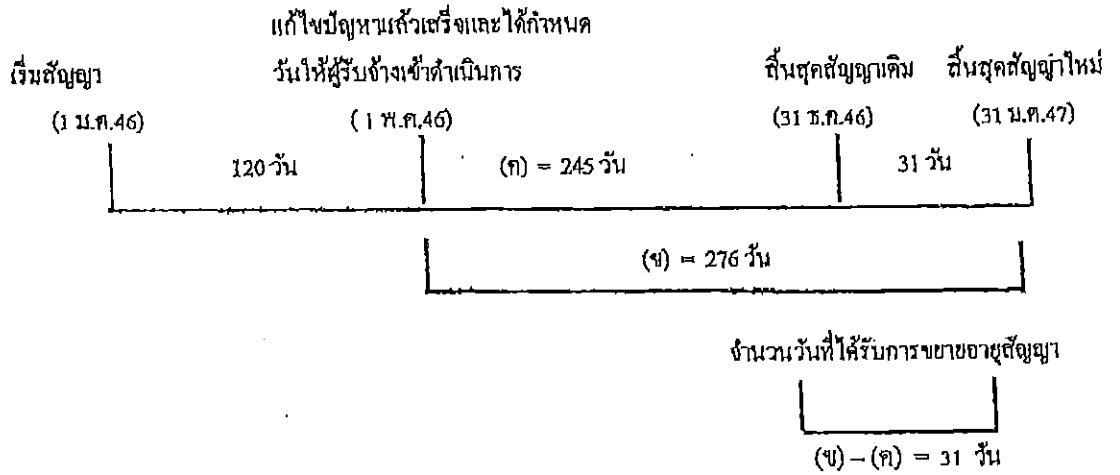 แก้ไขปัญหาแล้วเสร็จและได้กำหนด
เริ่มสัญญา วันให้ผู้รับจ้างเข้าดำเนินการ สิ้นสุดสัญญาเดิม สิ้นสุดสัญญาใหม่
(1 ม.ค.46) (1 พ.ค.46) (31 ธ.ค.46) (31 ม.ค.47)
120 วัน (ก) = 245 วัน 31 วัน
(ข) = 276 วัน
จำนวนวันที่ได้รับการขยายอายุสัญญา
(ข) – (ค) = 31 วัน